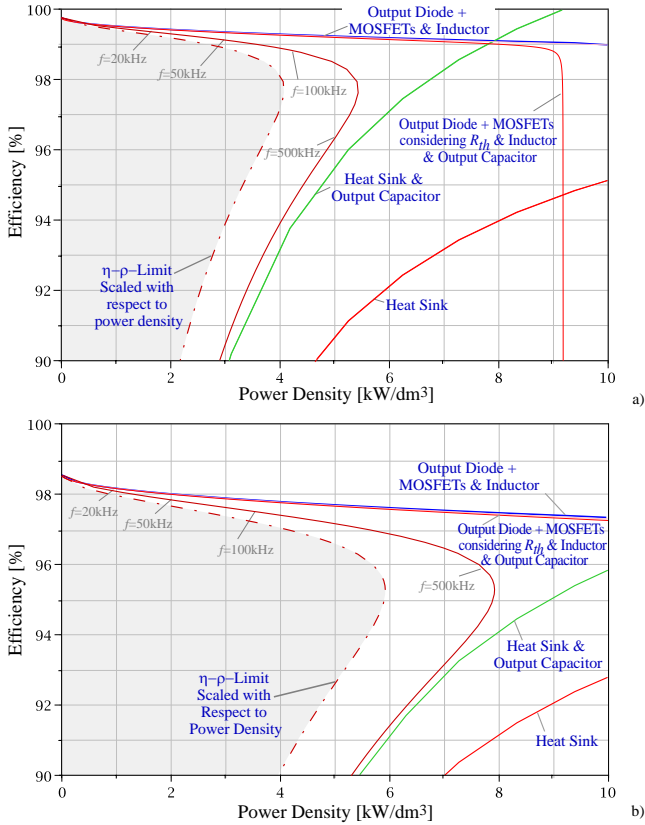 100
98
96
94
92
90
Efficiency [%]
Output Diode +
MOSFETs & Inductor
f=20kHz
f=50kHz
f=100kHz
f=500kHz
Output Diode + MOSFETs
considering Rth & Inductor
& Output Capacitor
Heat Sink &
Output Capacitor
η−ρ−Limit
Scaled with
respect to
power density
Heat Sink
0 2 4 6 8 10
Power Density [kW/dm³]
a)
100
98
96
94
92
90
Efficiency [%]
Output Diode +
MOSFETs & Inductor
f=20kHz
f=50kHz
f=100kHz
f=500kHz
Output Diode + MOSFETs
considering Rth & Inductor
& Output Capacitor
Heat Sink &
Output Capacitor
η−ρ−Limit
Scaled with
Respect to
Power Density
Heat Sink
0 2 4 6 8 10
Power Density [kW/dm³]
b)